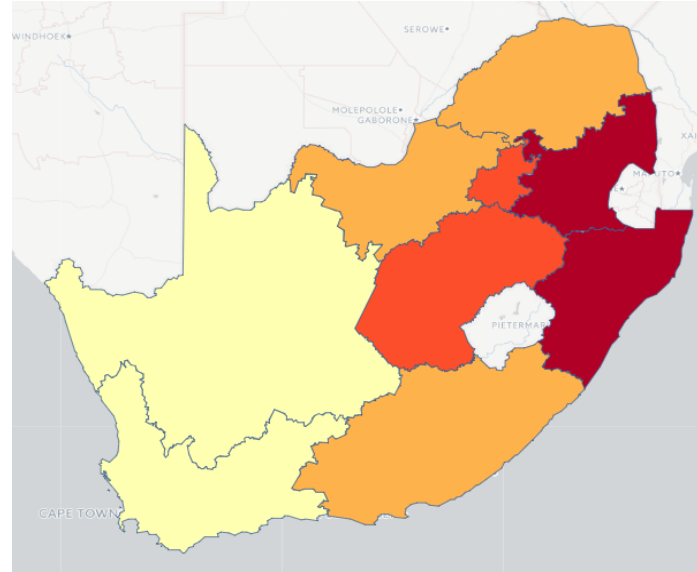 WINDHOEK
SEROWE
MOLEPOLOLE
GABORONE
PIETERMAR
CAPE TOWN